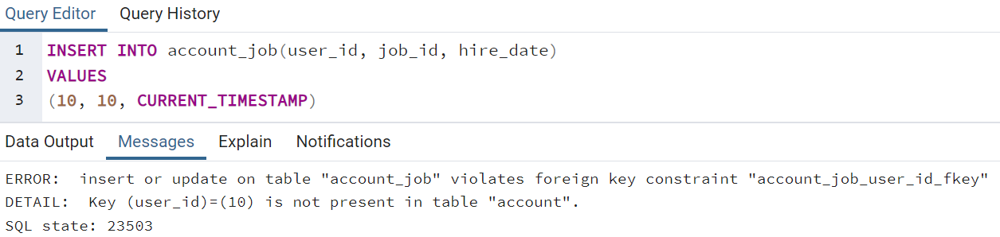 Query Editor Query History
1 INSERT INTO account_job(user_id, job_id, hire_date)
2 VALUES
3 (10, 10, CURRENT_TIMESTAMP)
Data Output Messages Explain Notifications
ERROR:  insert or update on table "account_job" violates foreign key constraint "account_job_user_id_fkey"
DETAIL:  Key (user_id)=(10) is not present in table "account".
SQL state: 23503